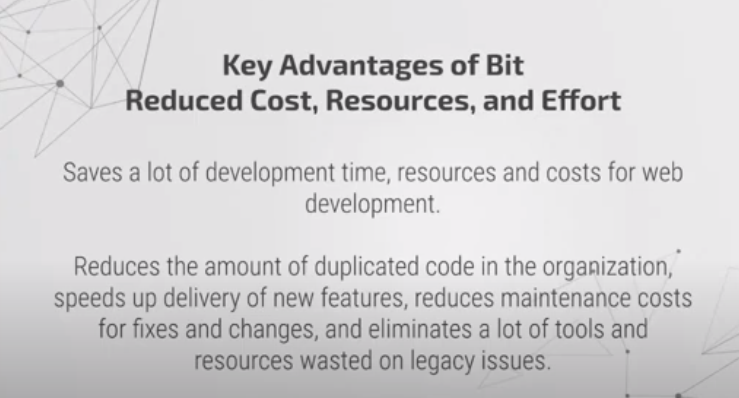 Key Advantages of Bit
Reduced Cost, Resources, and Effort
Saves a lot of development time, resources and costs for web
development.
Reduces the amount of duplicated code in the organization,
speeds up delivery of new features, reduces maintenance costs
for fixes and changes, and eliminates a lot of tools and
resources wasted on legacy issues.